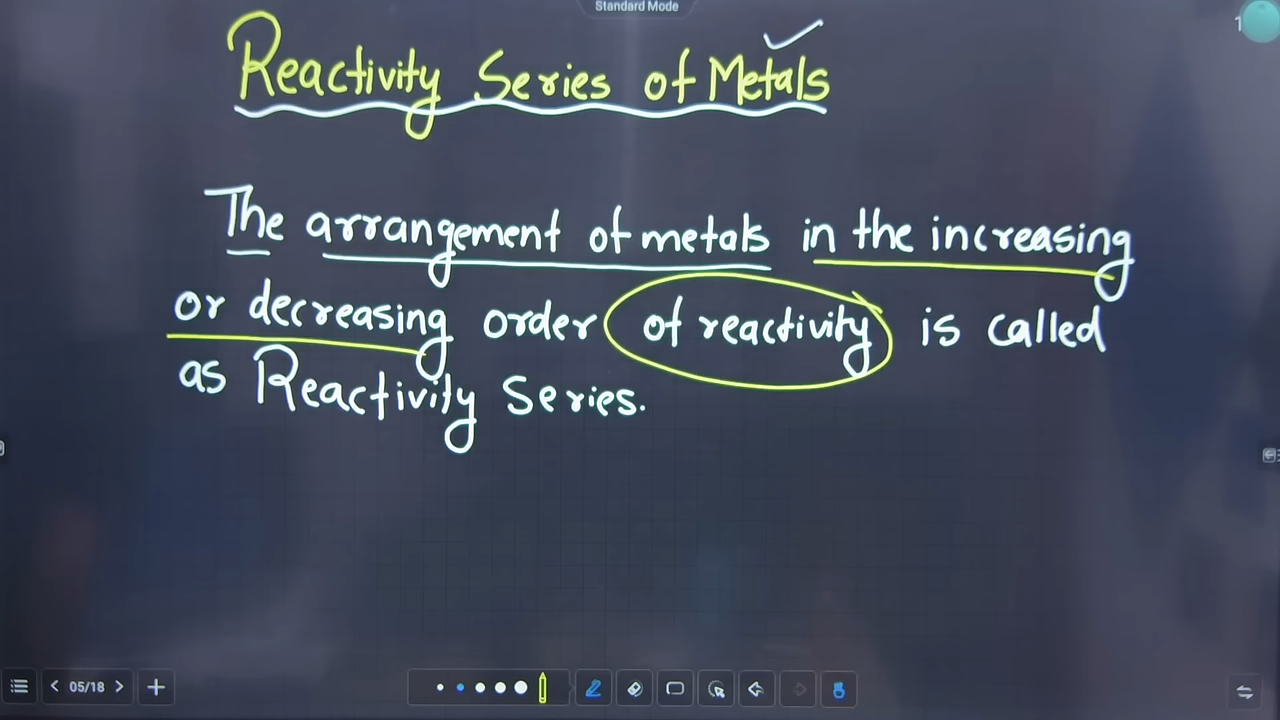 Standard Mode
Reactivity Series of Metals
The arrangement of metals in the increasing
or decreasing order of reactivity is called
as Reactivity Series.
05/18